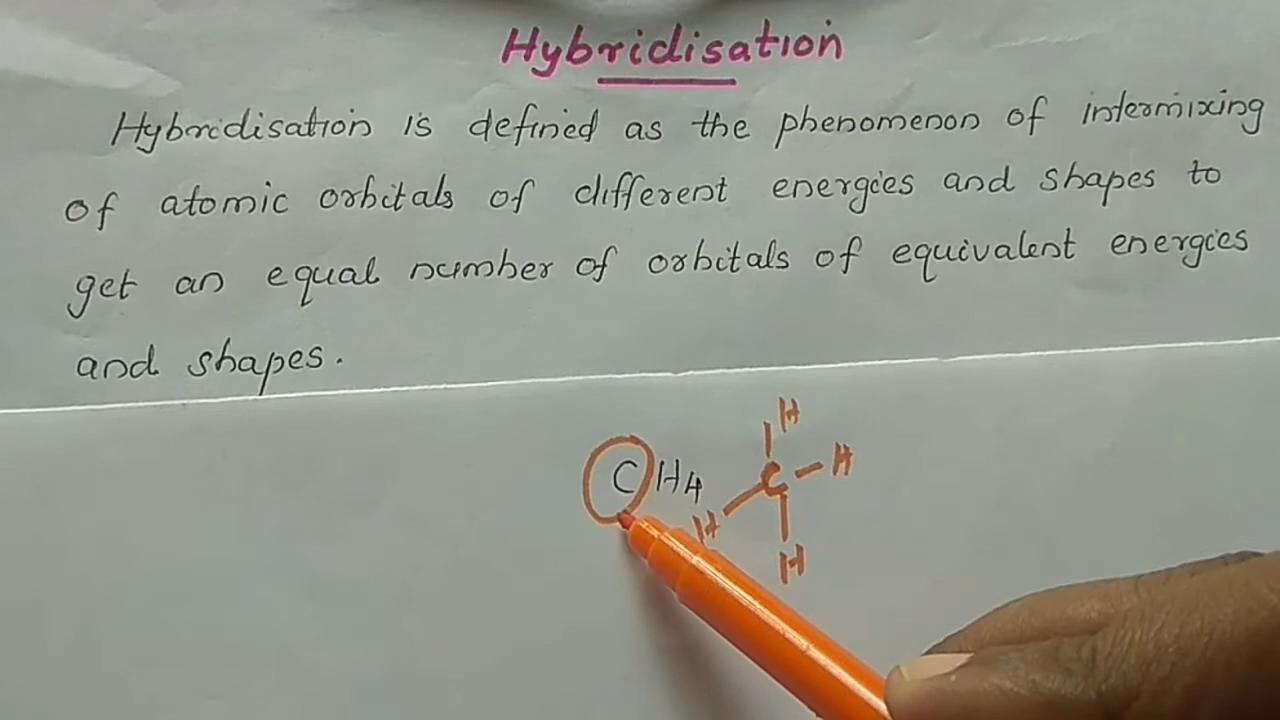 Hybridisation
Hybridisation is defined as the phenomenon of intermixing
of atomic orbitals of different energies and shapes to
get an equal number of orbitals of equivalent energies
and shapes.
H
CH4 C H
H
H